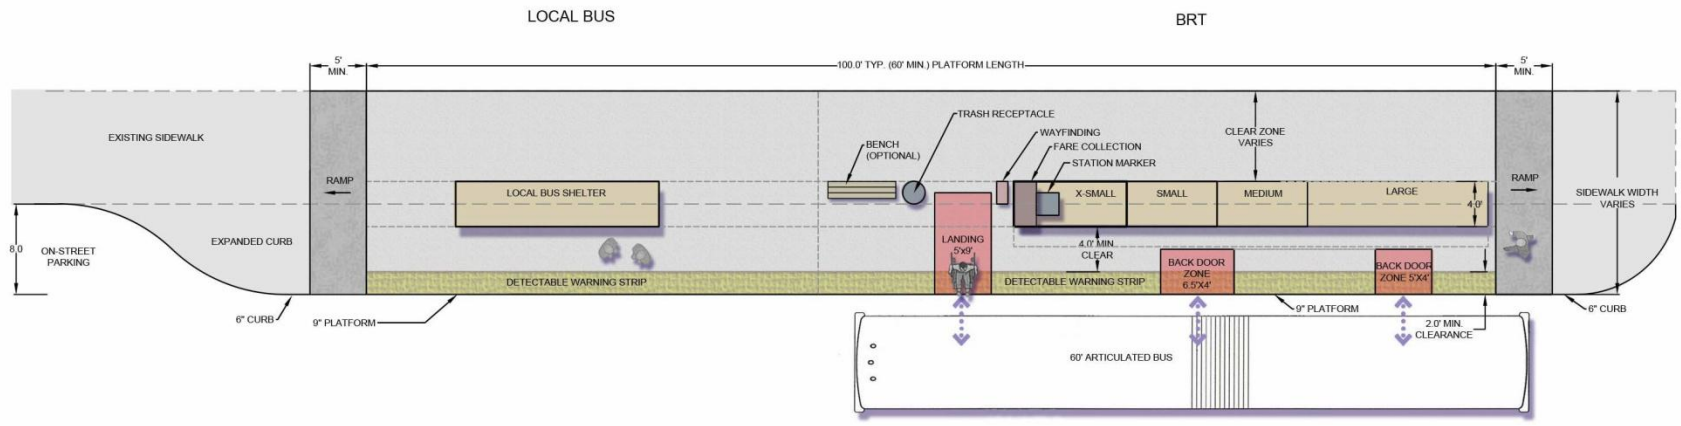 LOCAL BUS
BRT
5'
MIN.
100.0' TYP. (60' MIN.) PLATFORM LENGTH
5'
MIN.
EXISTING SIDEWALK
TRASH RECEPTACLE
BENCH
(OPTIONAL)
WAYFINDING
FARE COLLECTION
STATION MARKER
CLEAR ZONE
VARIES
RAMP
LOCAL BUS SHELTER
X-SMALL
SMALL
MEDIUM
LARGE
4.0'
RAMP
SIDEWALK WIDTH
VARIES
8.0
ON-STREET
PARKING
EXPANDED CURB
LANDING
5'x9'
4.0' MIN.
CLEAR
BACK DOOR
ZONE
6.5'X4'
BACK DOOR
ZONE 5'X4'
DETECTABLE WARNING STRIP
DETECTABLE WARNING STRIP
6" CURB
9" PLATFORM
9" PLATFORM
2.0' MIN.
CLEARANCE
6" CURB
60' ARTICULATED BUS